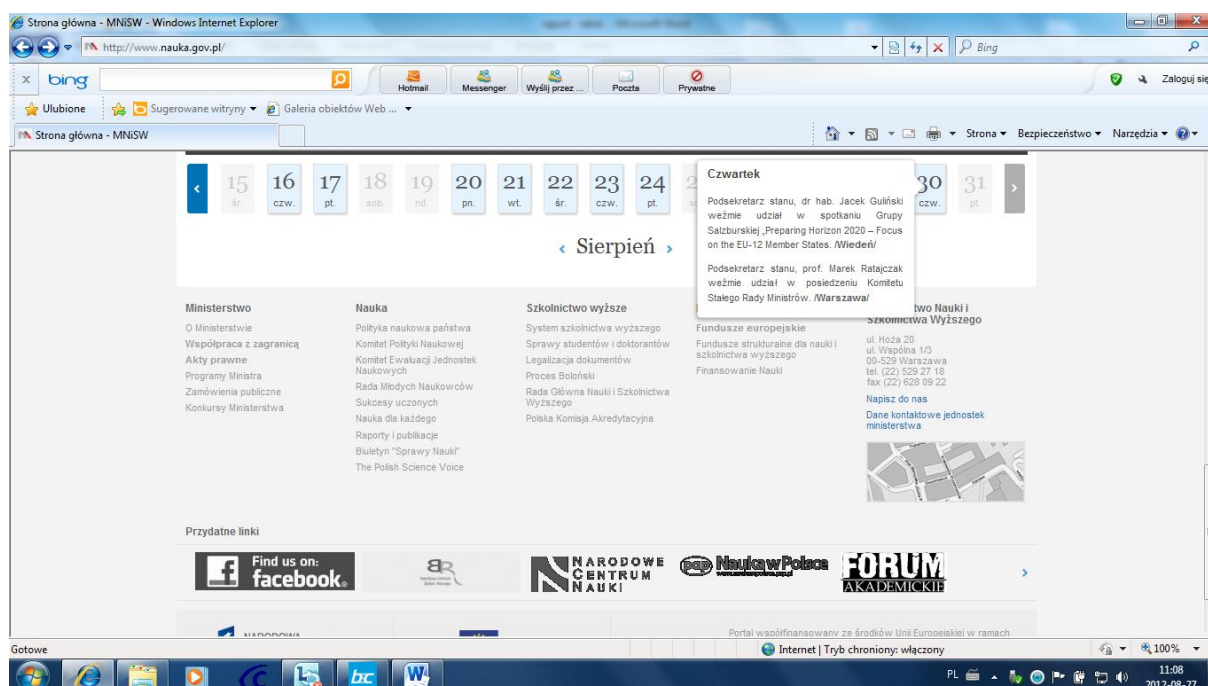 Strona główna - MNiSW - Windows Internet Explorer
http://www.nauka.gov.pl/
Bing
x bing
Hotmail Messenger Wyślij przez ... Poczta Prywatne
Zaloguj się
Ulubione Sugerowane witryny Galeria obiektów Web ...
Strona główna - MNiSW
Strona Bezpieczeństwo Narzędzia
15 16 17 18 19 20 21 22 23 24 30 31
śr. czw. pt. sob. nd. pn. wt. śr. czw. pt. czw. pt.
Czwartek
Podsekretarz stanu, dr hab. Jacek Guliński
weźmie udział w spotkaniu Grupy
Salzburskiej „Preparing Horizon 2020 – Focus
on the EU-12 Member States. /Wiedeń/
Podsekretarz stanu, prof. Marek Ratajczak
weźmie udział w posiedzeniu Komitetu
Stałego Rady Ministrów. /Warszawa/
‹ Sierpień ›
Ministerstwo
O Ministerstwie
Współpraca z zagranicą
Akty prawne
Programy Ministra
Zamówienia publiczne
Konkursy Ministerstwa
Nauka
Polityka naukowa państwa
Komitet Polityki Naukowej
Komitet Ewaluacji Jednostek
Naukowych
Rada Młodych Naukowców
Sukcesy uczonych
Nauka dla każdego
Raporty i publikacje
Biuletyn "Sprawy Nauki"
The Polish Science Voice
Szkolnictwo wyższe
System szkolnictwa wyższego
Sprawy studentów i doktorantów
Legalizacja dokumentów
Proces Boloński
Rada Główna Nauki i Szkolnictwa
Wyższego
Polska Komisja Akredytacyjna
Fundusze europejskie
Fundusze strukturalne dla nauki i
szkolnictwa wyższego
Finansowanie Nauki
Nauki i
Szkolnictwa Wyższego
ul. Hoża 20
ul. Wspólna 1/3
00-529 Warszawa
tel. (22) 529 27 18
fax (22) 628 09 22
Napisz do nas
Dane kontaktowe jednostek
ministerstwa
Przydatne linki
Find us on:
facebook
BR
NARODOWE
CENTRUM
NAUKI
pap Nauka w Polsce
FORUM
AKADEMICKIE
NARODOWA
Portal współfinansowany ze środków Unii Europejskiej w ramach
Gotowe
Internet | Tryb chroniony: włączony
100%
bc W
PL
11:08
2012-08-27